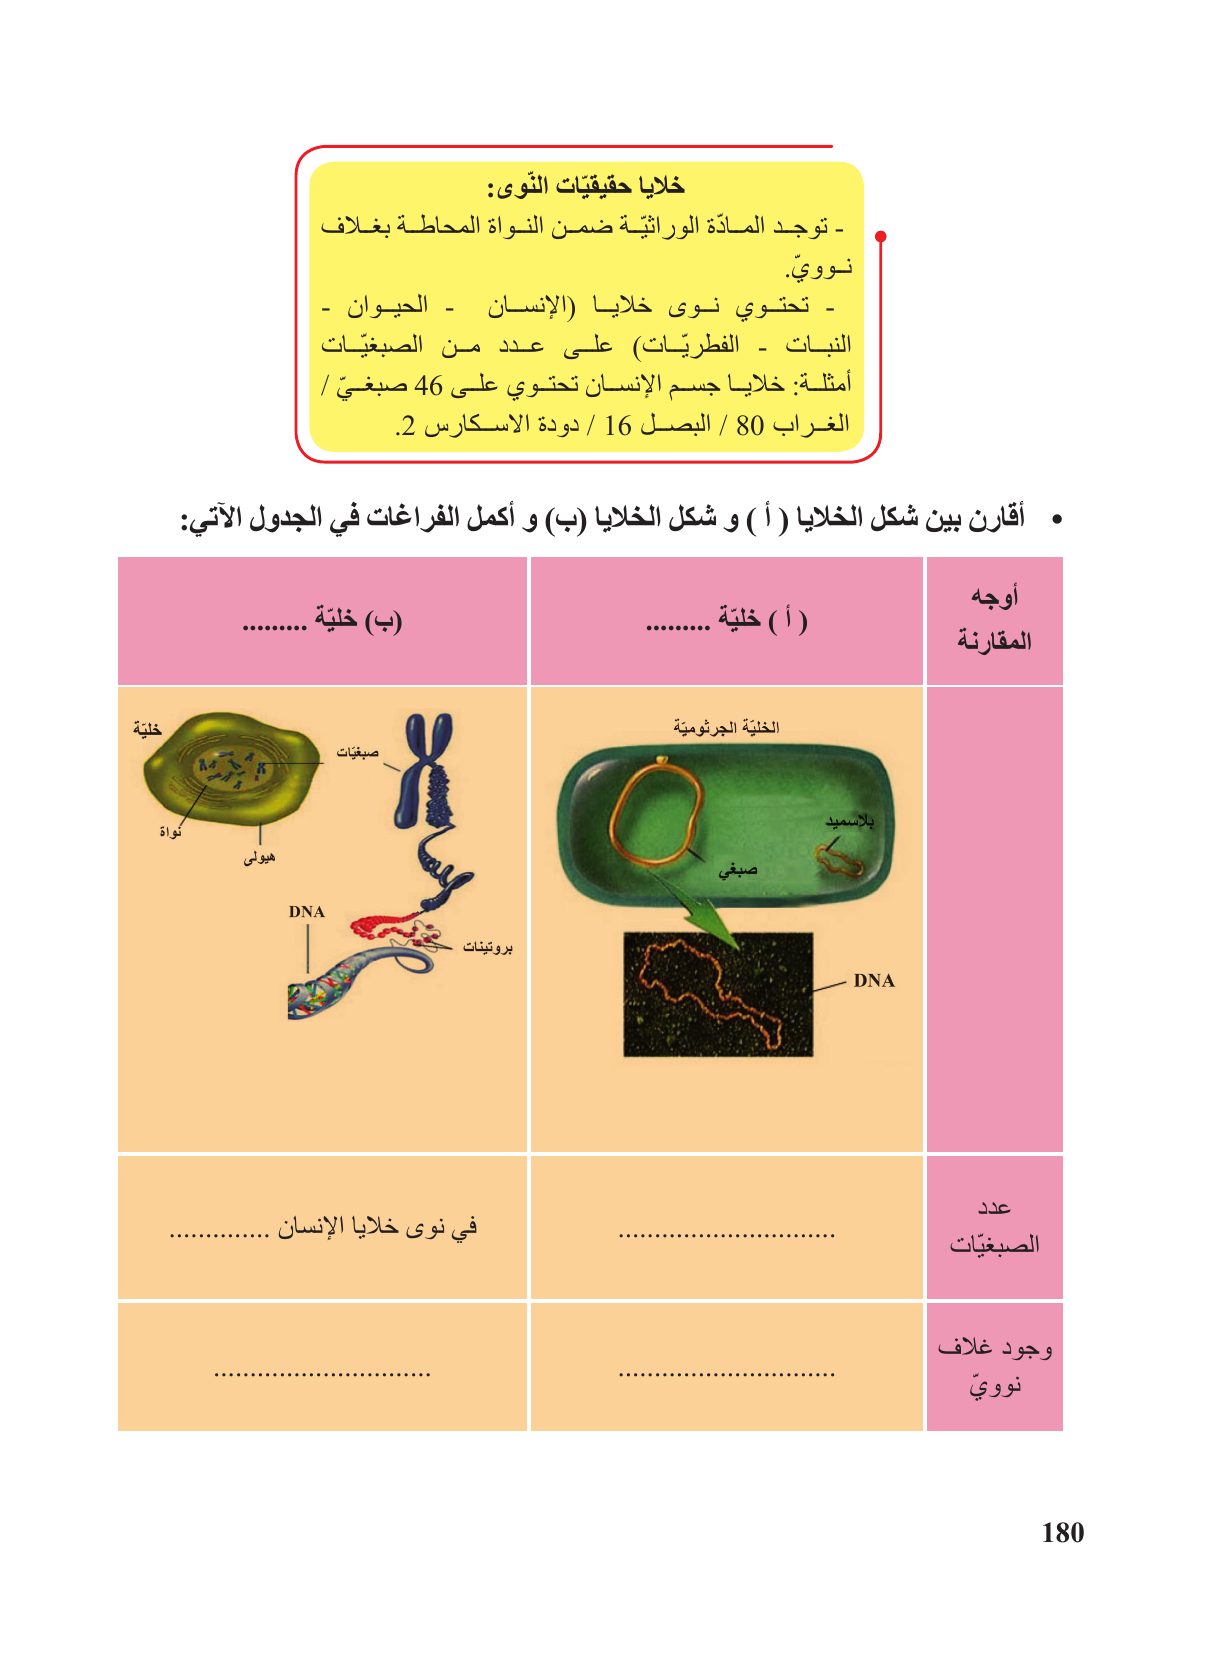 خلايا حقيقيّات النّوى:
- توجد المادّة الوراثيّة ضمن النواة المحاطة بغلاف
نوويّ.
- تحتوي نوى خلايا (الإنسان - الحيوان -
النبات - الفطريّات) على عدد من الصبغيّات
أمثلة: خلايا جسم الإنسان تحتوي على 46 صبغيّ /
الغراب 80 / البصل 16 / دودة الاسكارس 2.
• أقارن بين شكل الخلايا ( أ ) و شكل الخلايا (ب) و أكمل الفراغات في الجدول الآتي:
أوجه
المقارنة
( أ ) خليّة .........
(ب) خليّة .........
الخليّة الجرثوميّة
بلاسميد
صبغي
DNA
خليّة
صبغيّات
نواة
هيولى
DNA
بروتينات
عدد
الصبغيّات
..............................
في نوى خلايا الإنسان ..............
وجود غلاف
نوويّ
..............................
..............................
180